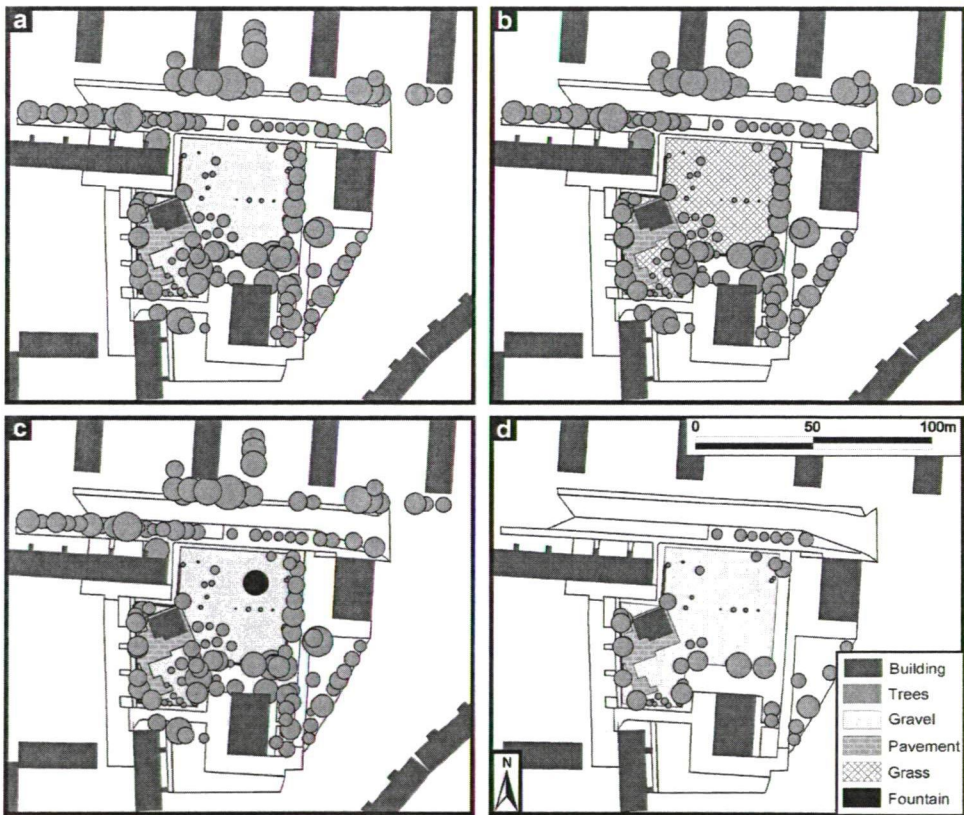 a
b
c
d
0 50 100m
Building
Trees
Gravel
Pavement
Grass
Fountain
N